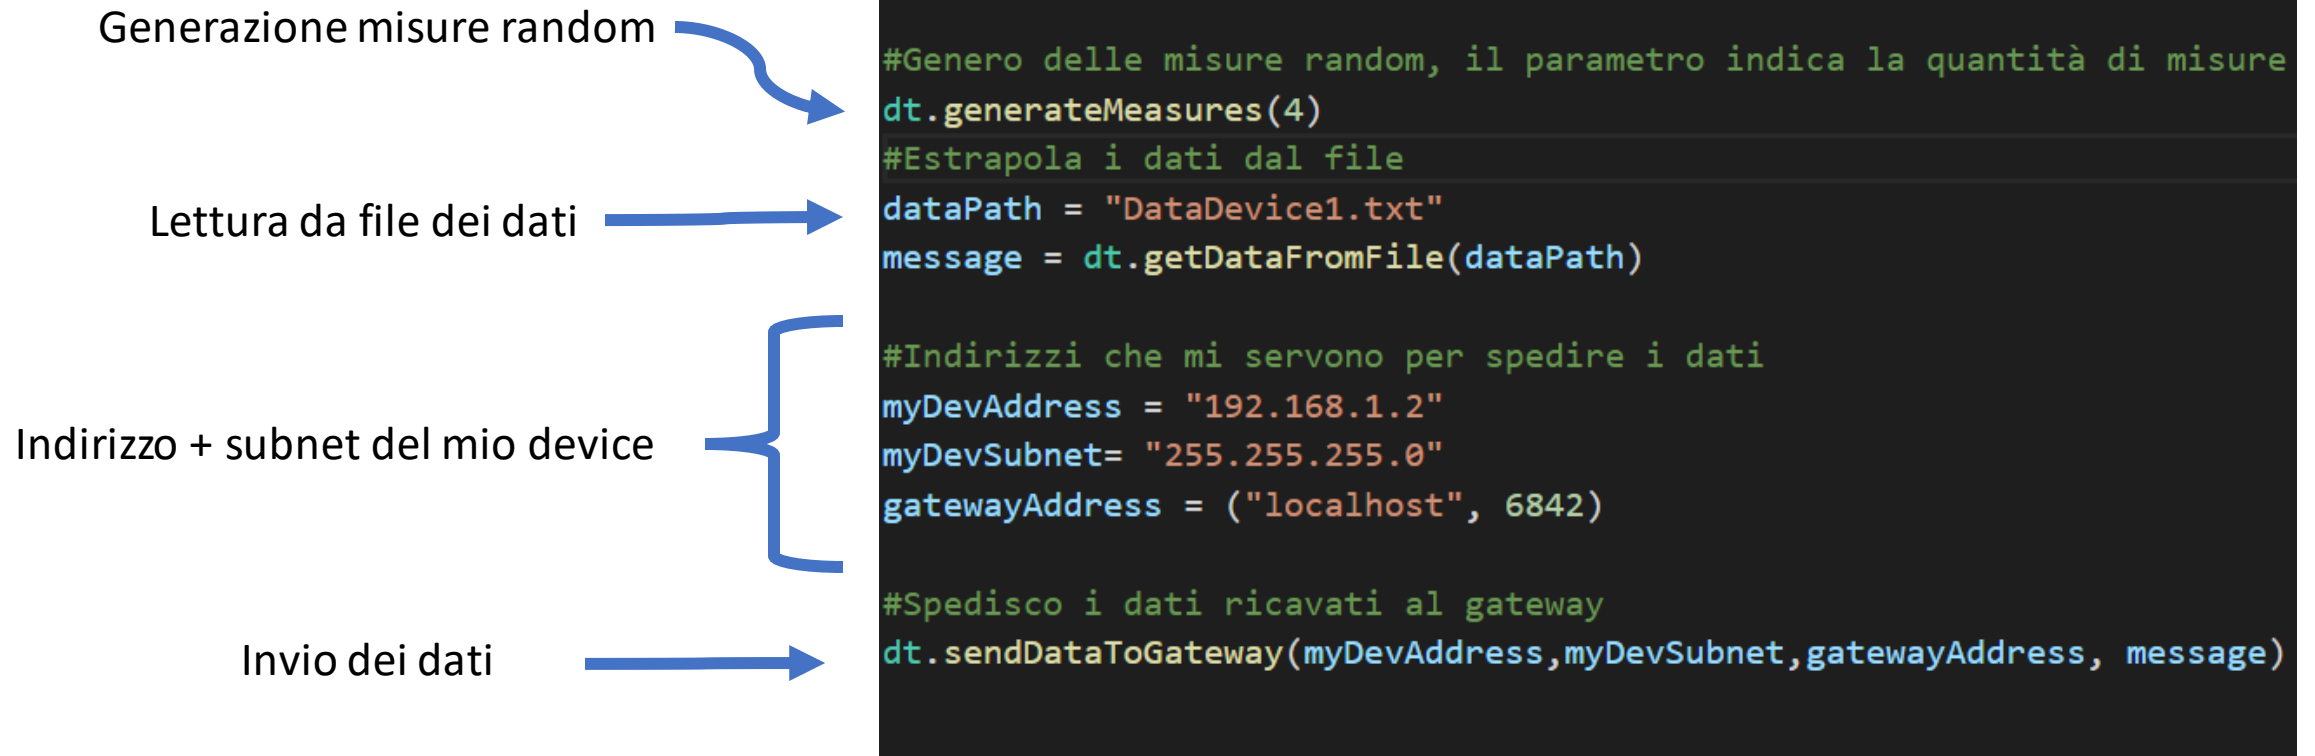 Generazione misure random
Lettura da file dei dati
Indirizzo + subnet del mio device
Invio dei dati
#Genero delle misure random, il parametro indica la quantità di misure
dt.generateMeasures(4)
#Estrapola i dati dal file
dataPath = "DataDevice1.txt"
message = dt.getDataFromFile(dataPath)
#Indirizzi che mi servono per spedire i dati
myDevAddress = "192.168.1.2"
myDevSubnet= "255.255.255.0"
gatewayAddress = ("localhost", 6842)
#Spedisco i dati ricavati al gateway
dt.sendDataToGateway(myDevAddress,myDevSubnet,gatewayAddress, message)